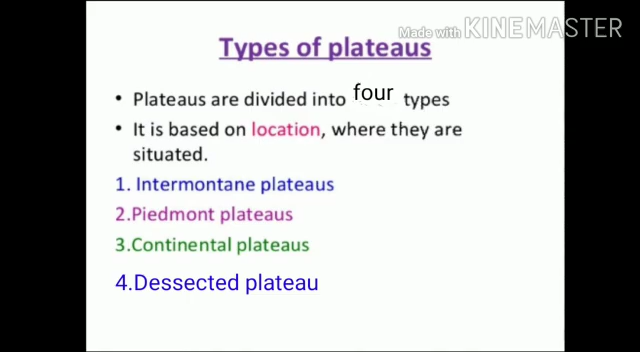 Made with KINEMASTER
Types of plateaus
• Plateaus are divided into four types
• It is based on location, where they are
situated.
1. Intermontane plateaus
2.Piedmont plateaus
3.Continental plateaus
4.Dessected plateau